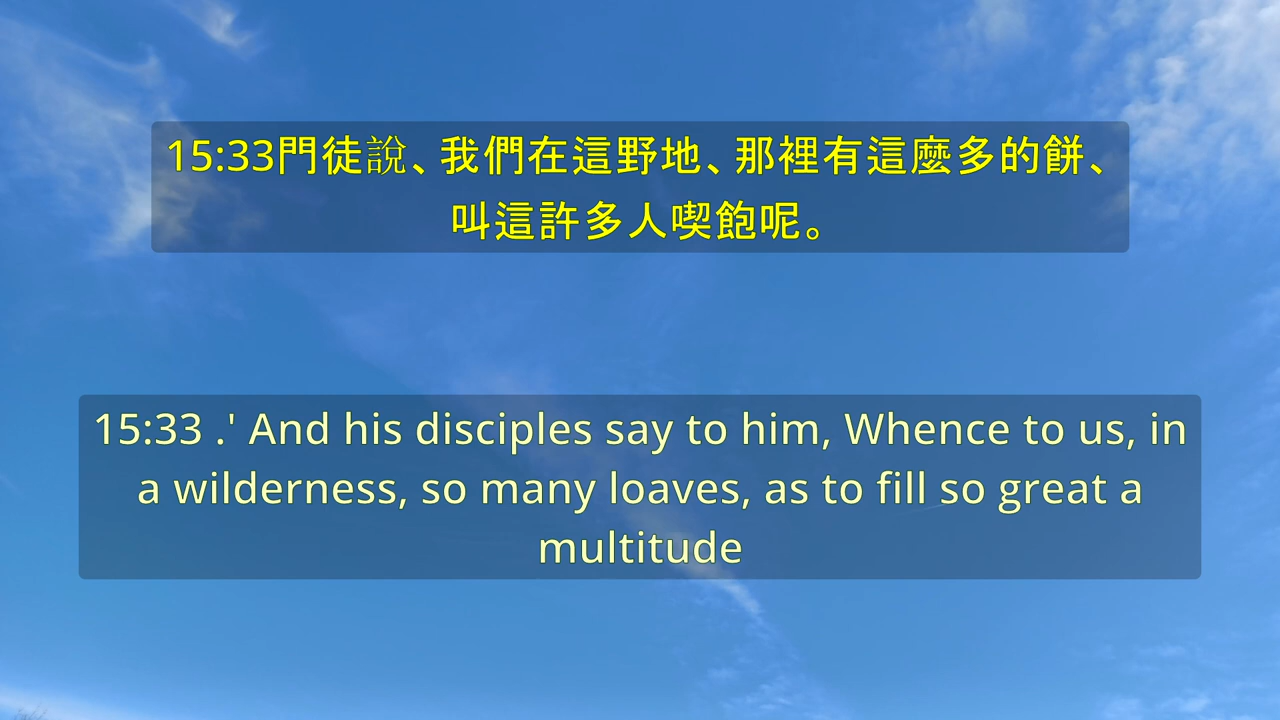 15:33門徒說、我們在這野地、那裡有這麼多的餅、
叫這許多人喫飽呢。
15:33 .' And his disciples say to him, Whence to us, in
a wilderness, so many loaves, as to fill so great a
multitude